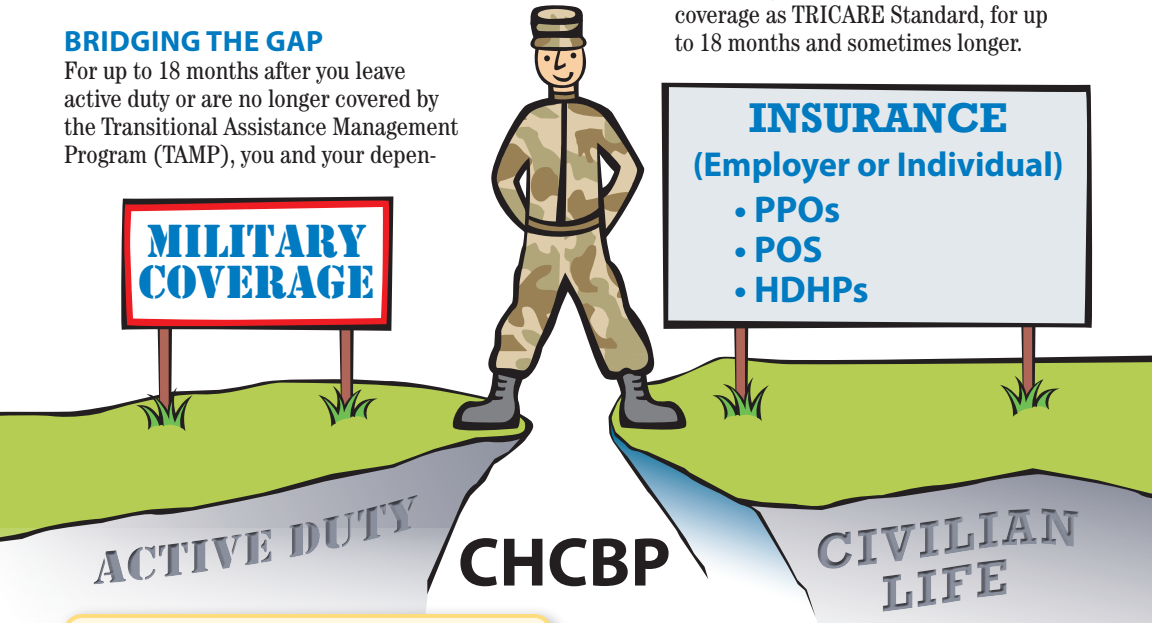 BRIDGING THE GAP
For up to 18 months after you leave
active duty or are no longer covered by
the Transitional Assistance Management
Program (TAMP), you and your depen-
coverage as TRICARE Standard, for up
to 18 months and sometimes longer.
MILITARY
COVERAGE
INSURANCE
(Employer or Individual)
• PPOs
• POS
• HDHPs
ACTIVE DUTY
CHCBP
CIVILIAN
LIFE